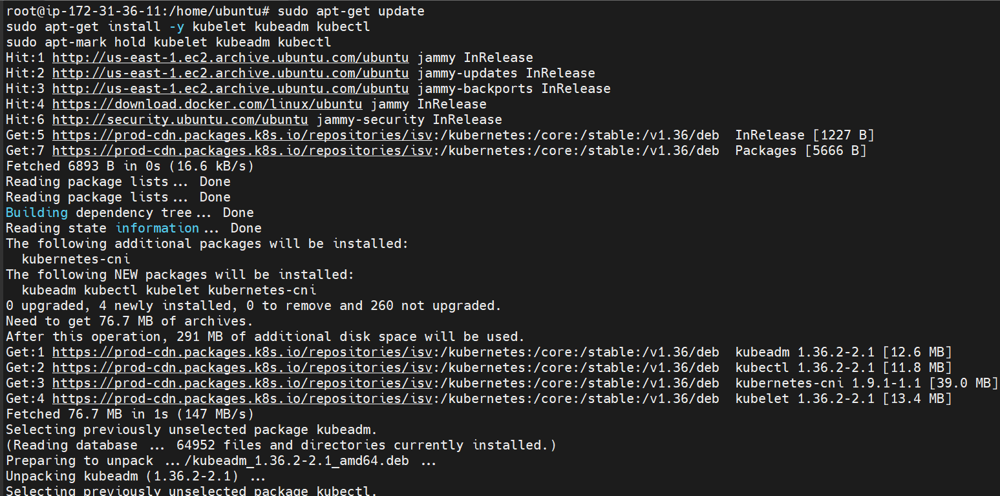 root@ip-172-31-36-11:/home/ubuntu# sudo apt-get update
sudo apt-get install -y kubelet kubeadm kubectl
sudo apt-mark hold kubelet kubeadm kubectl
Hit:1 http://us-east-1.ec2.archive.ubuntu.com/ubuntu jammy InRelease
Hit:2 http://us-east-1.ec2.archive.ubuntu.com/ubuntu jammy-updates InRelease
Hit:3 http://us-east-1.ec2.archive.ubuntu.com/ubuntu jammy-backports InRelease
Hit:4 https://download.docker.com/linux/ubuntu jammy InRelease
Hit:6 http://security.ubuntu.com/ubuntu jammy-security InRelease
Get:5 https://prod-cdn.packages.k8s.io/repositories/isv:/kubernetes:/core:/stable:/v1.36/deb  InRelease [1227 B]
Get:7 https://prod-cdn.packages.k8s.io/repositories/isv:/kubernetes:/core:/stable:/v1.36/deb  Packages [5666 B]
Fetched 6893 B in 0s (16.6 kB/s)
Reading package lists... Done
Reading package lists... Done
Building dependency tree... Done
Reading state information... Done
The following additional packages will be installed:
  kubernetes-cni
The following NEW packages will be installed:
  kubeadm kubectl kubelet kubernetes-cni
0 upgraded, 4 newly installed, 0 to remove and 260 not upgraded.
Need to get 76.7 MB of archives.
After this operation, 291 MB of additional disk space will be used.
Get:1 https://prod-cdn.packages.k8s.io/repositories/isv:/kubernetes:/core:/stable:/v1.36/deb  kubeadm 1.36.2-2.1 [12.6 MB]
Get:2 https://prod-cdn.packages.k8s.io/repositories/isv:/kubernetes:/core:/stable:/v1.36/deb  kubectl 1.36.2-2.1 [11.8 MB]
Get:3 https://prod-cdn.packages.k8s.io/repositories/isv:/kubernetes:/core:/stable:/v1.36/deb  kubernetes-cni 1.9.1-1.1 [39.0 MB]
Get:4 https://prod-cdn.packages.k8s.io/repositories/isv:/kubernetes:/core:/stable:/v1.36/deb  kubelet 1.36.2-2.1 [13.4 MB]
Fetched 76.7 MB in 1s (147 MB/s)
Selecting previously unselected package kubeadm.
(Reading database ... 64952 files and directories currently installed.)
Preparing to unpack .../kubeadm_1.36.2-2.1_amd64.deb ...
Unpacking kubeadm (1.36.2-2.1) ...
Selecting previously unselected package kubectl.